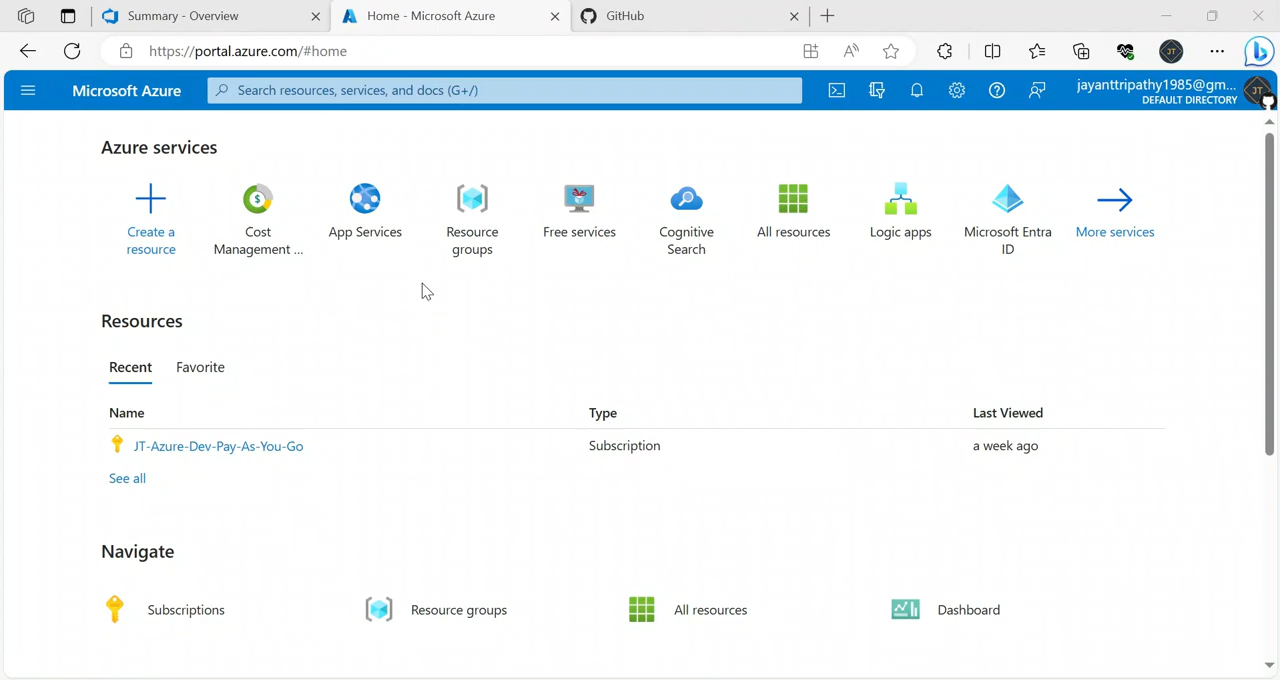 Summary - Overview
Home - Microsoft Azure
GitHub
https://portal.azure.com/#home
JT
Microsoft Azure
Search resources, services, and docs (G+/)
jayanttripathy1985@gm...
DEFAULT DIRECTORY
JT
Azure services
Create a
resource
Cost
Management ...
App Services
Resource
groups
Free services
Cognitive
Search
All resources
Logic apps
Microsoft Entra
ID
More services
Resources
Recent
Favorite
Name
Type
Last Viewed
JT-Azure-Dev-Pay-As-You-Go
Subscription
a week ago
See all
Navigate
Subscriptions
Resource groups
All resources
Dashboard